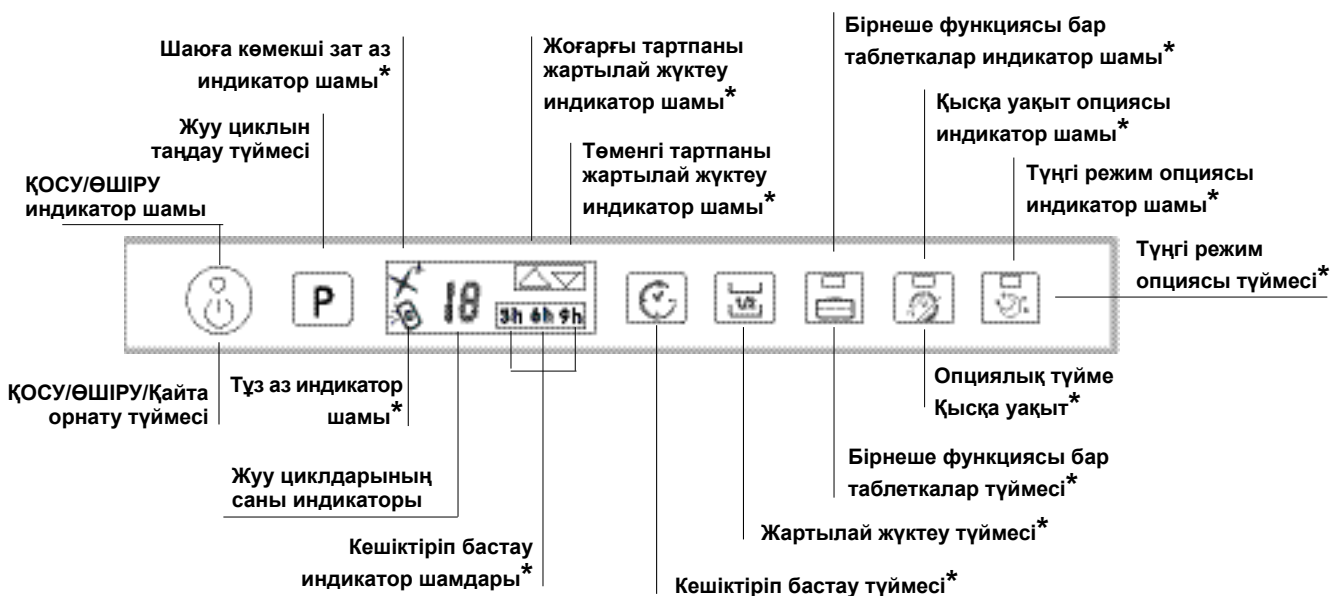 Шаюға көмекші зат аз
индикатор шамы*
Жоғарғы тартпаны
жартылай жүктеу
индикатор шамы*
Бірнеше функциясы бар
таблеткалар индикатор шамы*
Жуу циклын
таңдау түймесі
Төменгі тартпаны
жартылай жүктеу
индикатор шамы*
Қысқа уақыт опциясы
индикатор шамы*
ҚОСУ/ӨШІРУ
индикатор шамы
Түңгі режим опциясы
индикатор шамы*
Түңгі режим
опциясы түймесі*
P
18
3h 6h 9h
1/2
ҚОСУ/ӨШІРУ/Қайта
орнату түймесі
Тұз аз индикатор
шамы*
Опциялық түйме
Қысқа уақыт*
Жуу циклдарының
саны индикаторы
Бірнеше функциясы бар
таблеткалар түймесі*
Жартылай жүктеу түймесі*
Кешіктіріп бастау
индикатор шамдары*
Кешіктіріп бастау түймесі*